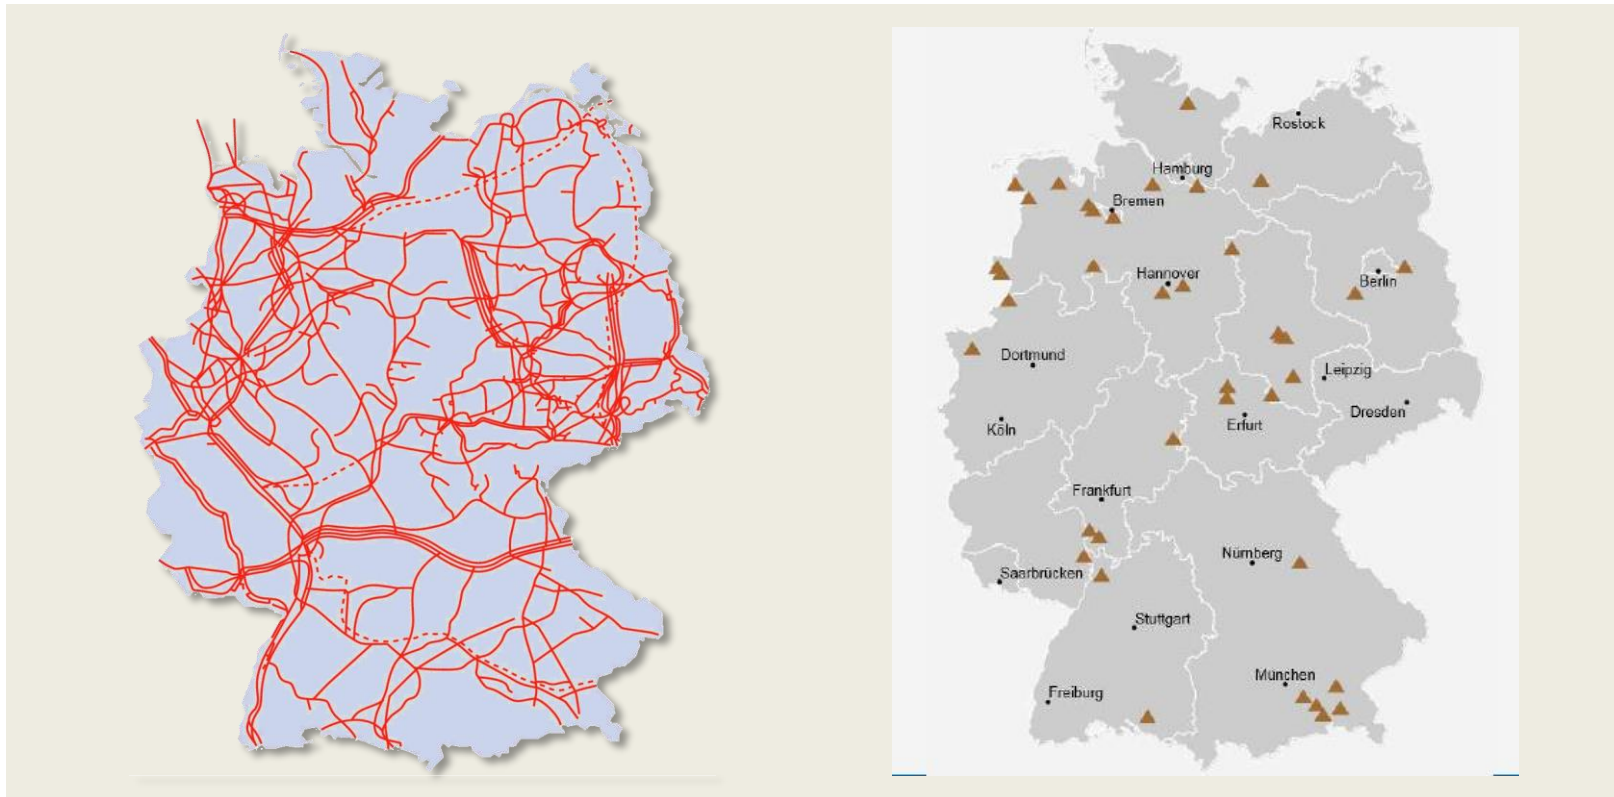 Rostock
Hamburg
Bremen
Hannover
Berlin
Dortmund
Leipzig
Dresden
Köln
Erfurt
Frankfurt
Nürnberg
Saarbrücken
Stuttgart
München
Freiburg